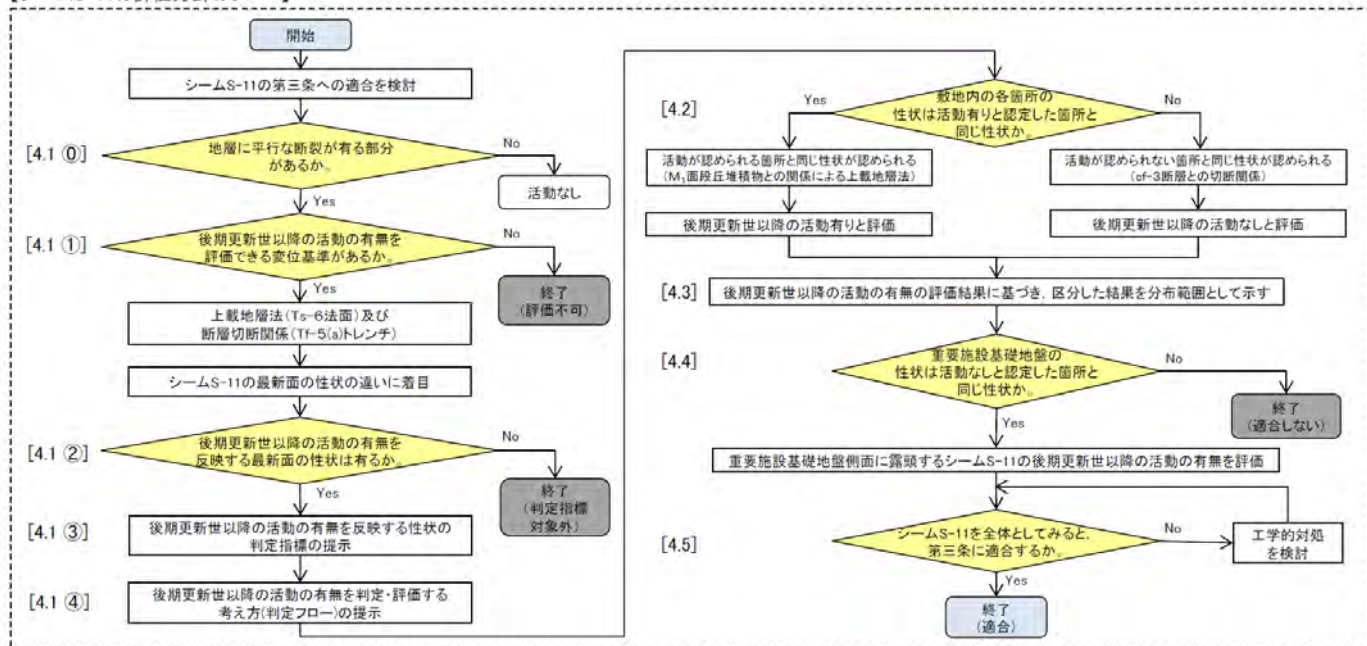 開始
シームS-11の第三条への適合を検討
[4.1 ⓪]
地層に平行な断裂が有る部分
があるか。
No
活動なし
Yes
[4.1 ①]
後期更新世以降の活動の有無を
評価できる変位基準があるか。
No
終了
(評価不可)
Yes
上載地層法(Ts-6法面)及び
断層切断関係(Tf-5(a)トレンチ)
シームS-11の最新面の性状の違いに着目
[4.1 ②]
後期更新世以降の活動の有無を
反映する最新面の性状は有るか。
No
終了
(判定指標
対象外)
Yes
[4.1 ③]
後期更新世以降の活動の有無を反映する性状の
判定指標の提示
[4.1 ④]
後期更新世以降の活動の有無を判定・評価する
考え方(判定フロー)の提示
[4.2]
敷地内の各箇所の
性状は活動有りと認定した箇所と
同じ性状か。
Yes
No
活動が認められる箇所と同じ性状が認められる
(M₁面段丘堆積物との関係による上載地層法)
活動が認められない箇所と同じ性状が認められる
(cf-3断層との切断関係)
後期更新世以降の活動有りと評価
後期更新世以降の活動なしと評価
[4.3]
後期更新世以降の活動の有無の評価結果に基づき，区分した結果を分布範囲として示す
[4.4]
重要施設基礎地盤の
性状は活動なしと認定した箇所と
同じ性状か。
No
終了
(適合しない)
Yes
重要施設基礎地盤側面に露頭するシームS-11の後期更新世以降の活動の有無を評価
[4.5]
シームS-11を全体としてみると、
第三条に適合するか。
No
工学的対処
を検討
Yes
終了
(適合)